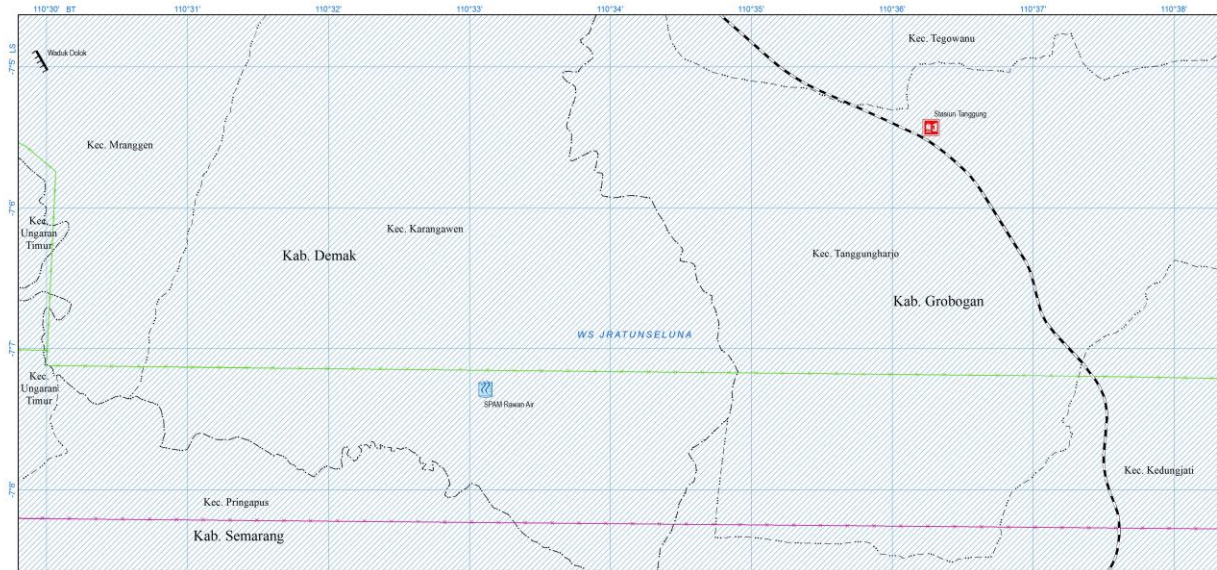 110°30' BT
110°31'
110°32'
110°33'
110°34'
110°35'
110°36'
110°37'
110°38'
7°5' LS
Waduk Dolok
Kec. Tegowanu
Stasiun Tanggung
Kec. Mranggen
7°6'
Kec.
Ungaran
Timur
Kec. Karangawen
Kab. Demak
Kec. Tanggungharjo
Kab. Grobogan
WS JRATUNSELUNA
7°7'
Kec.
Ungaran
Timur
SPAM Rawan Air
Kec. Kedungjati
7°8'
Kec. Pringapus
Kab. Semarang